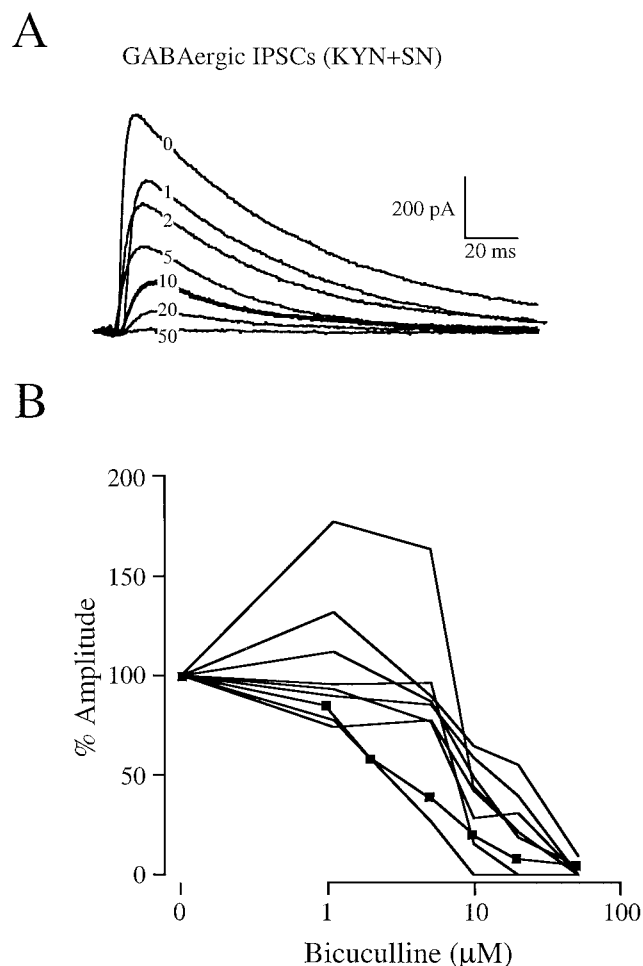 A
GABAergic IPSCs (KYN+SN)
0
1
2
5
10
20
50
200 pA
20 ms
B
200
150
100
50
0
% Amplitude
0 1 10 100
Bicuculline (μM)